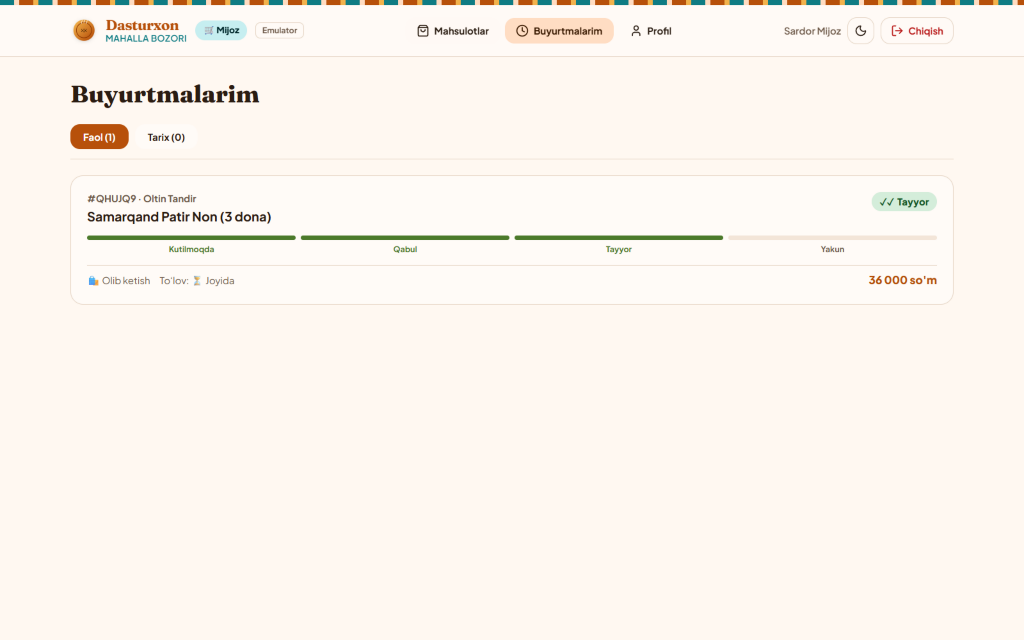 Dasturxon
MAHALLA BOZORI
🛒 Mijoz
Emulator
Mahsulotlar
Buyurtmalarim
Profil
Sardor Mijoz
Chiqish
Buyurtmalarim
Faol (1)
Tarix (0)
#QHUJQ9 · Oltin Tandir
Samarqand Patir Non (3 dona)
✓✓ Tayyor
Kutilmoqda
Qabul
Tayyor
Yakun
🛍️ Olib ketish To'lov: ⏳ Joyida
36 000 so'm